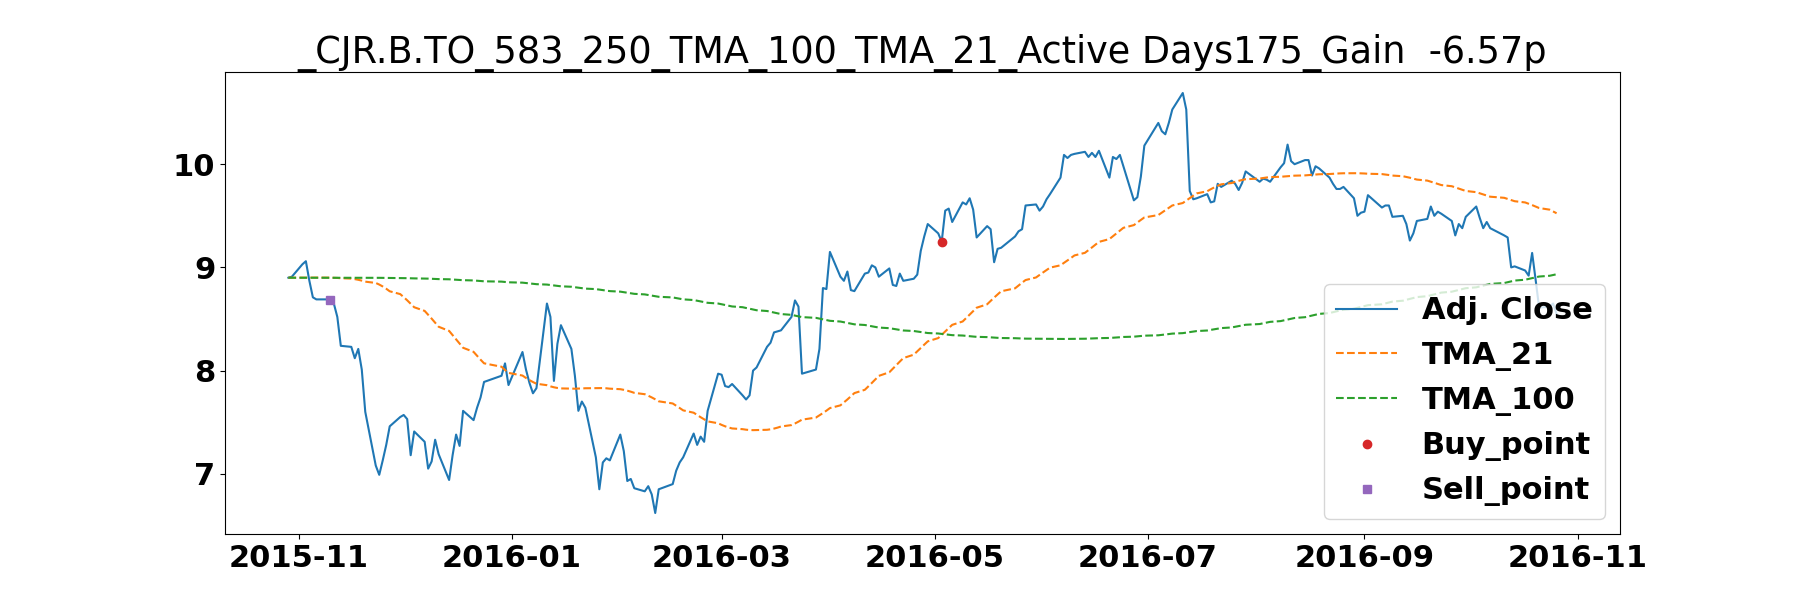 _CJR.B.TO_583_250_TMA_100_TMA_21_Active Days175_Gain  -6.57p
10
9
8
7
Adj. Close
TMA_21
TMA_100
Buy_point
Sell_point
2015-11 2016-01 2016-03 2016-05 2016-07 2016-09 2016-11